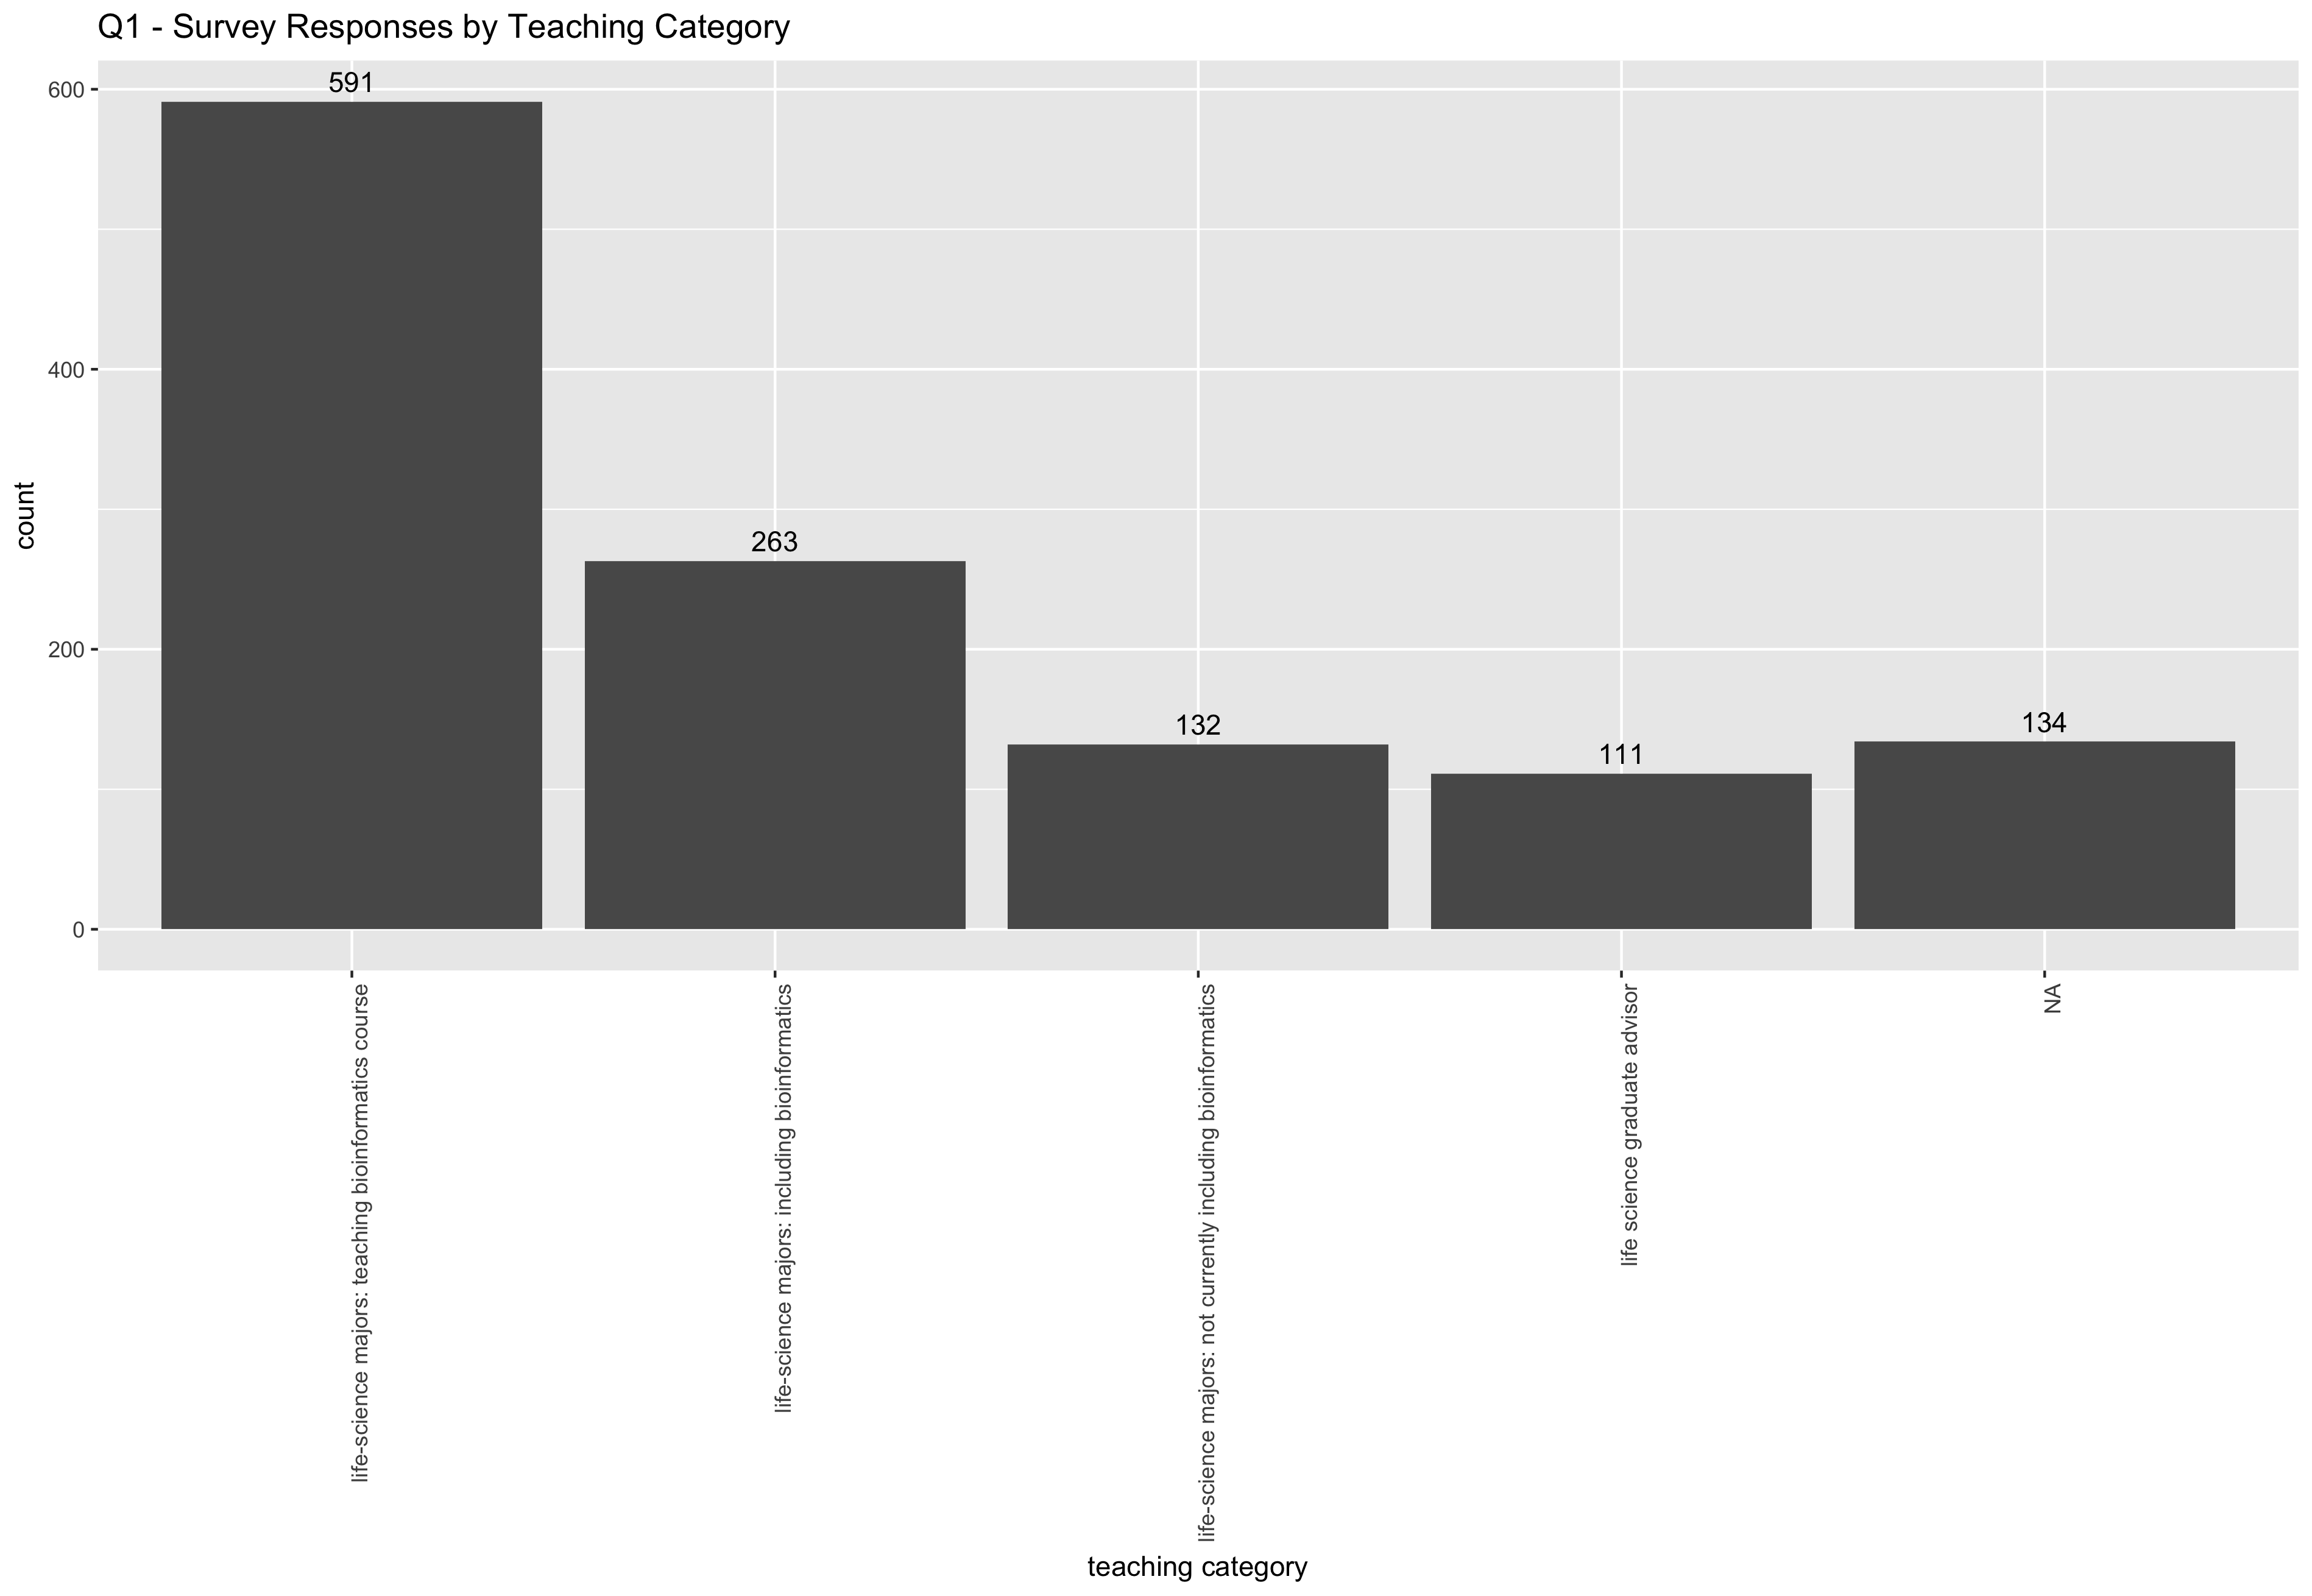 Q1 - Survey Responses by Teaching Category
count
600
400
200
0
591
263
132
111
134
life-science majors: teaching bioinformatics course
life-science majors: including bioinformatics
life-science majors: not currently including bioinformatics
life science graduate advisor
NA
teaching category